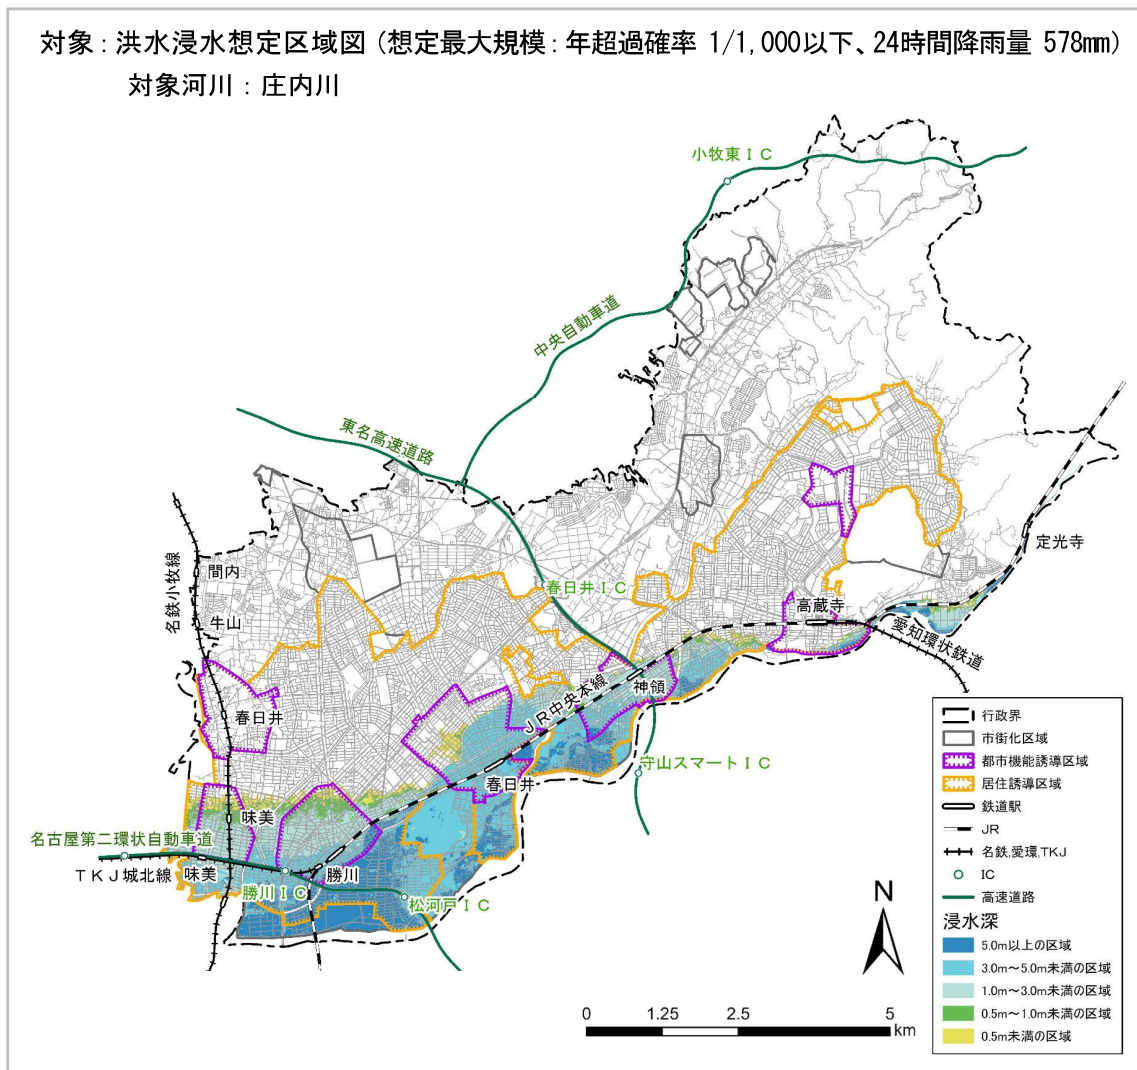 対象：洪水浸水想定区域図（想定最大規模：年超過確率 1/1,000以下、24時間降雨量 578㎜）
対象河川：庄内川
小牧東ＩＣ
中央自動車道
東名高速道路
定光寺
名鉄小牧線
間内
春日井ＩＣ
高蔵寺
牛山
愛知環状鉄道
神領
ＪＲ中央本線
春日井
守山スマートＩＣ
春日井
味美
名古屋第二環状自動車道
ＴＫＪ城北線
味美
勝川
勝川ＩＣ
松河戸ＩＣ
行政界
市街化区域
都市機能誘導区域
居住誘導区域
鉄道駅
JR
名鉄,愛環,TKJ
IC
高速道路
浸水深
5.0m以上の区域
3.0m～5.0m未満の区域
1.0m～3.0m未満の区域
0.5m～1.0m未満の区域
0.5m未満の区域
N
0 1.25 2.5 5
km